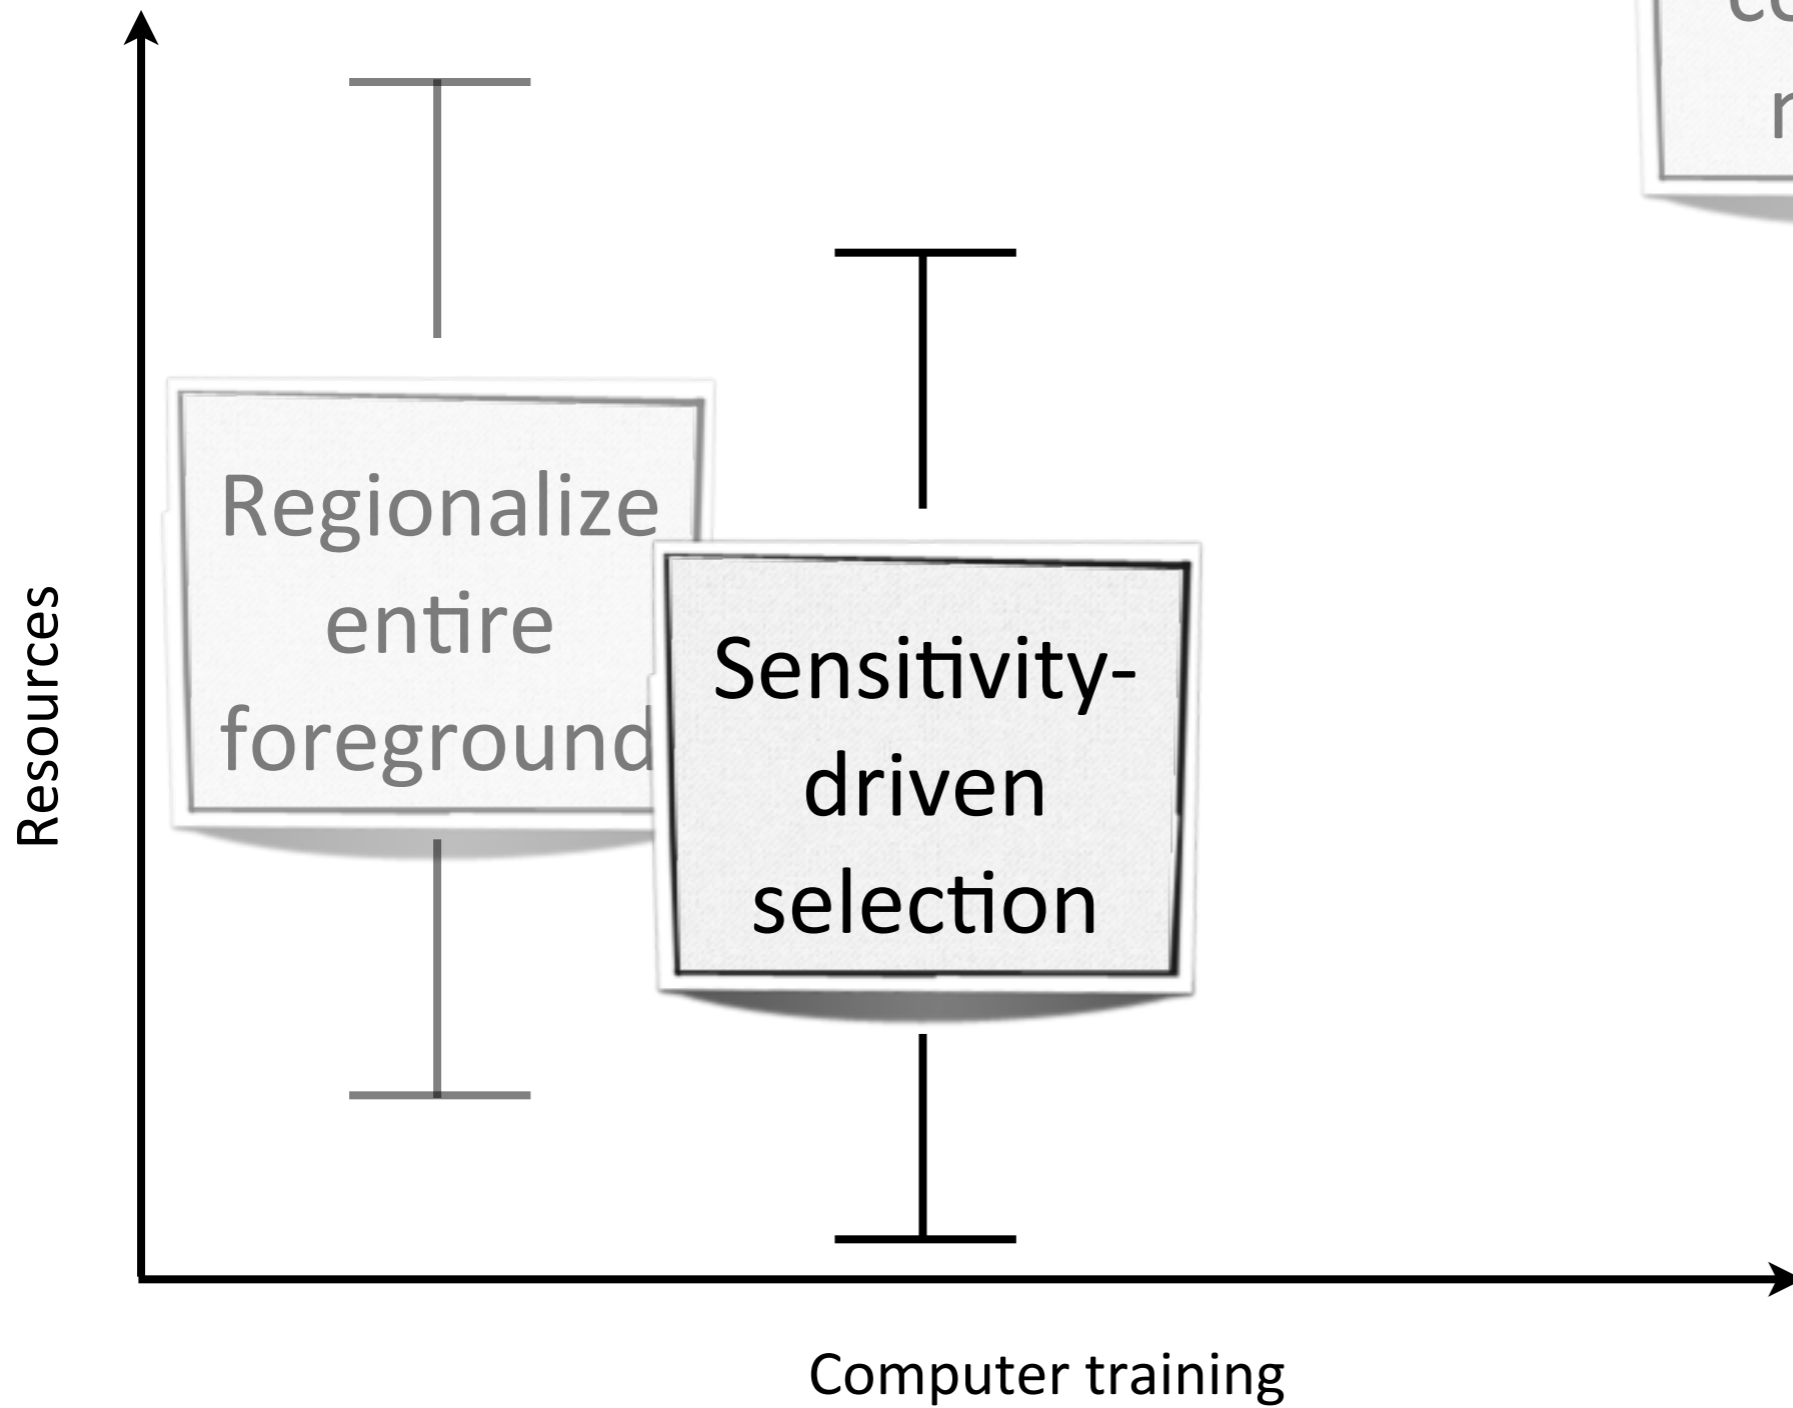 Regionalize
entire
foreground
Sensitivity-
driven
selection
Resources
Computer training